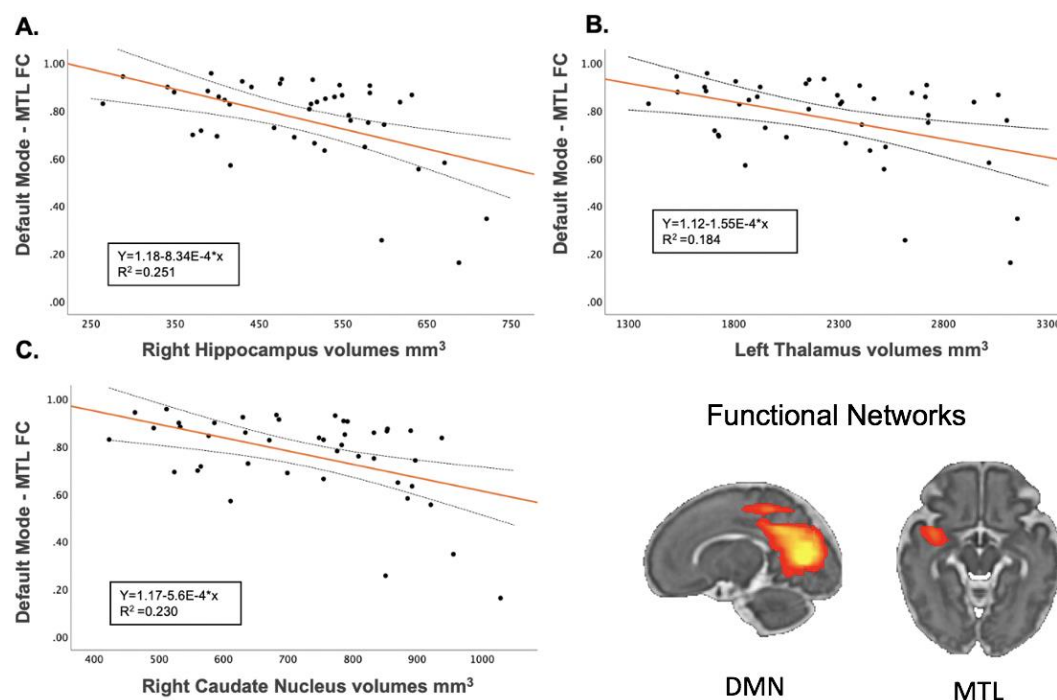 A.
Default Mode - MTL FC
1.00
.80
.60
.40
.20
.00
Y=1.18-8.34E-4*x
R² =0.251
250 350 450 550 650 750
Right Hippocampus volumes mm³
B.
Default Mode - MTL FC
1.00
.80
.60
.40
.20
.00
Y=1.12-1.55E-4*x
R² =0.184
1300 1800 2300 2800 3300
Left Thalamus volumes mm³
C.
Default Mode - MTL FC
1.00
.80
.60
.40
.20
.00
Y=1.17-5.6E-4*x
R² =0.230
400 500 600 700 800 900 1000
Right Caudate Nucleus volumes mm³
Functional Networks
DMN
MTL